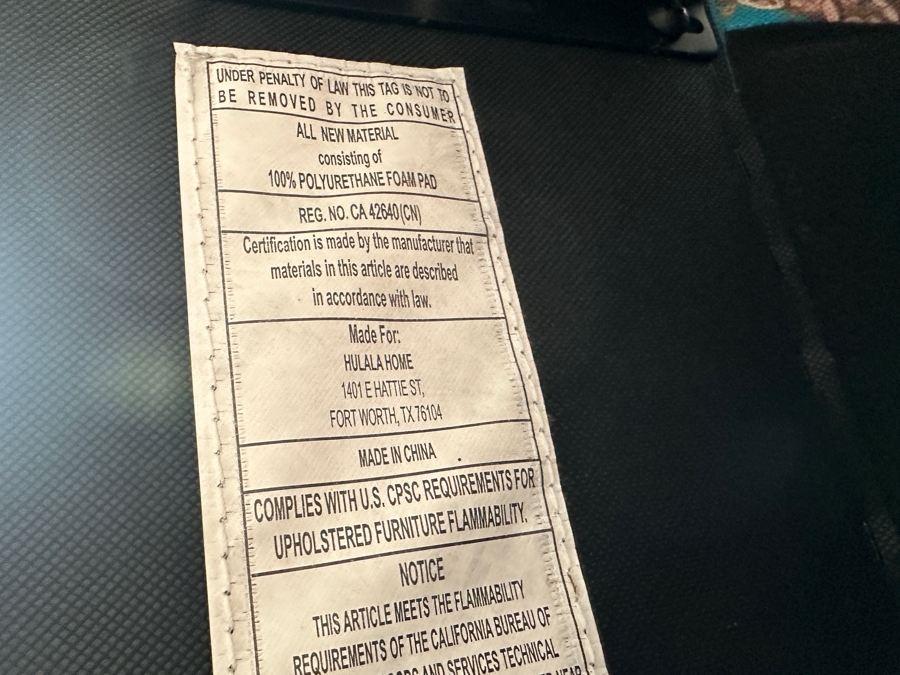 UNDER PENALTY OF LAW THIS TAG IS NOT TO
BE REMOVED BY THE CONSUMER
ALL NEW MATERIAL
consisting of
100% POLYURETHANE FOAM PAD
REG. NO. CA 42640(CN)
Certification is made by the manufacturer that
materials in this article are described
in accordance with law.
Made For:
HULALA HOME
1401 E HATTIE ST,
FORT WORTH, TX 76104
MADE IN CHINA
COMPLIES WITH U.S. CPSC REQUIREMENTS FOR
UPHOLSTERED FURNITURE FLAMMABILITY.
NOTICE
THIS ARTICLE MEETS THE FLAMMABILITY
REQUIREMENTS OF THE CALIFORNIA BUREAU OF
AND SERVICES TECHNICAL